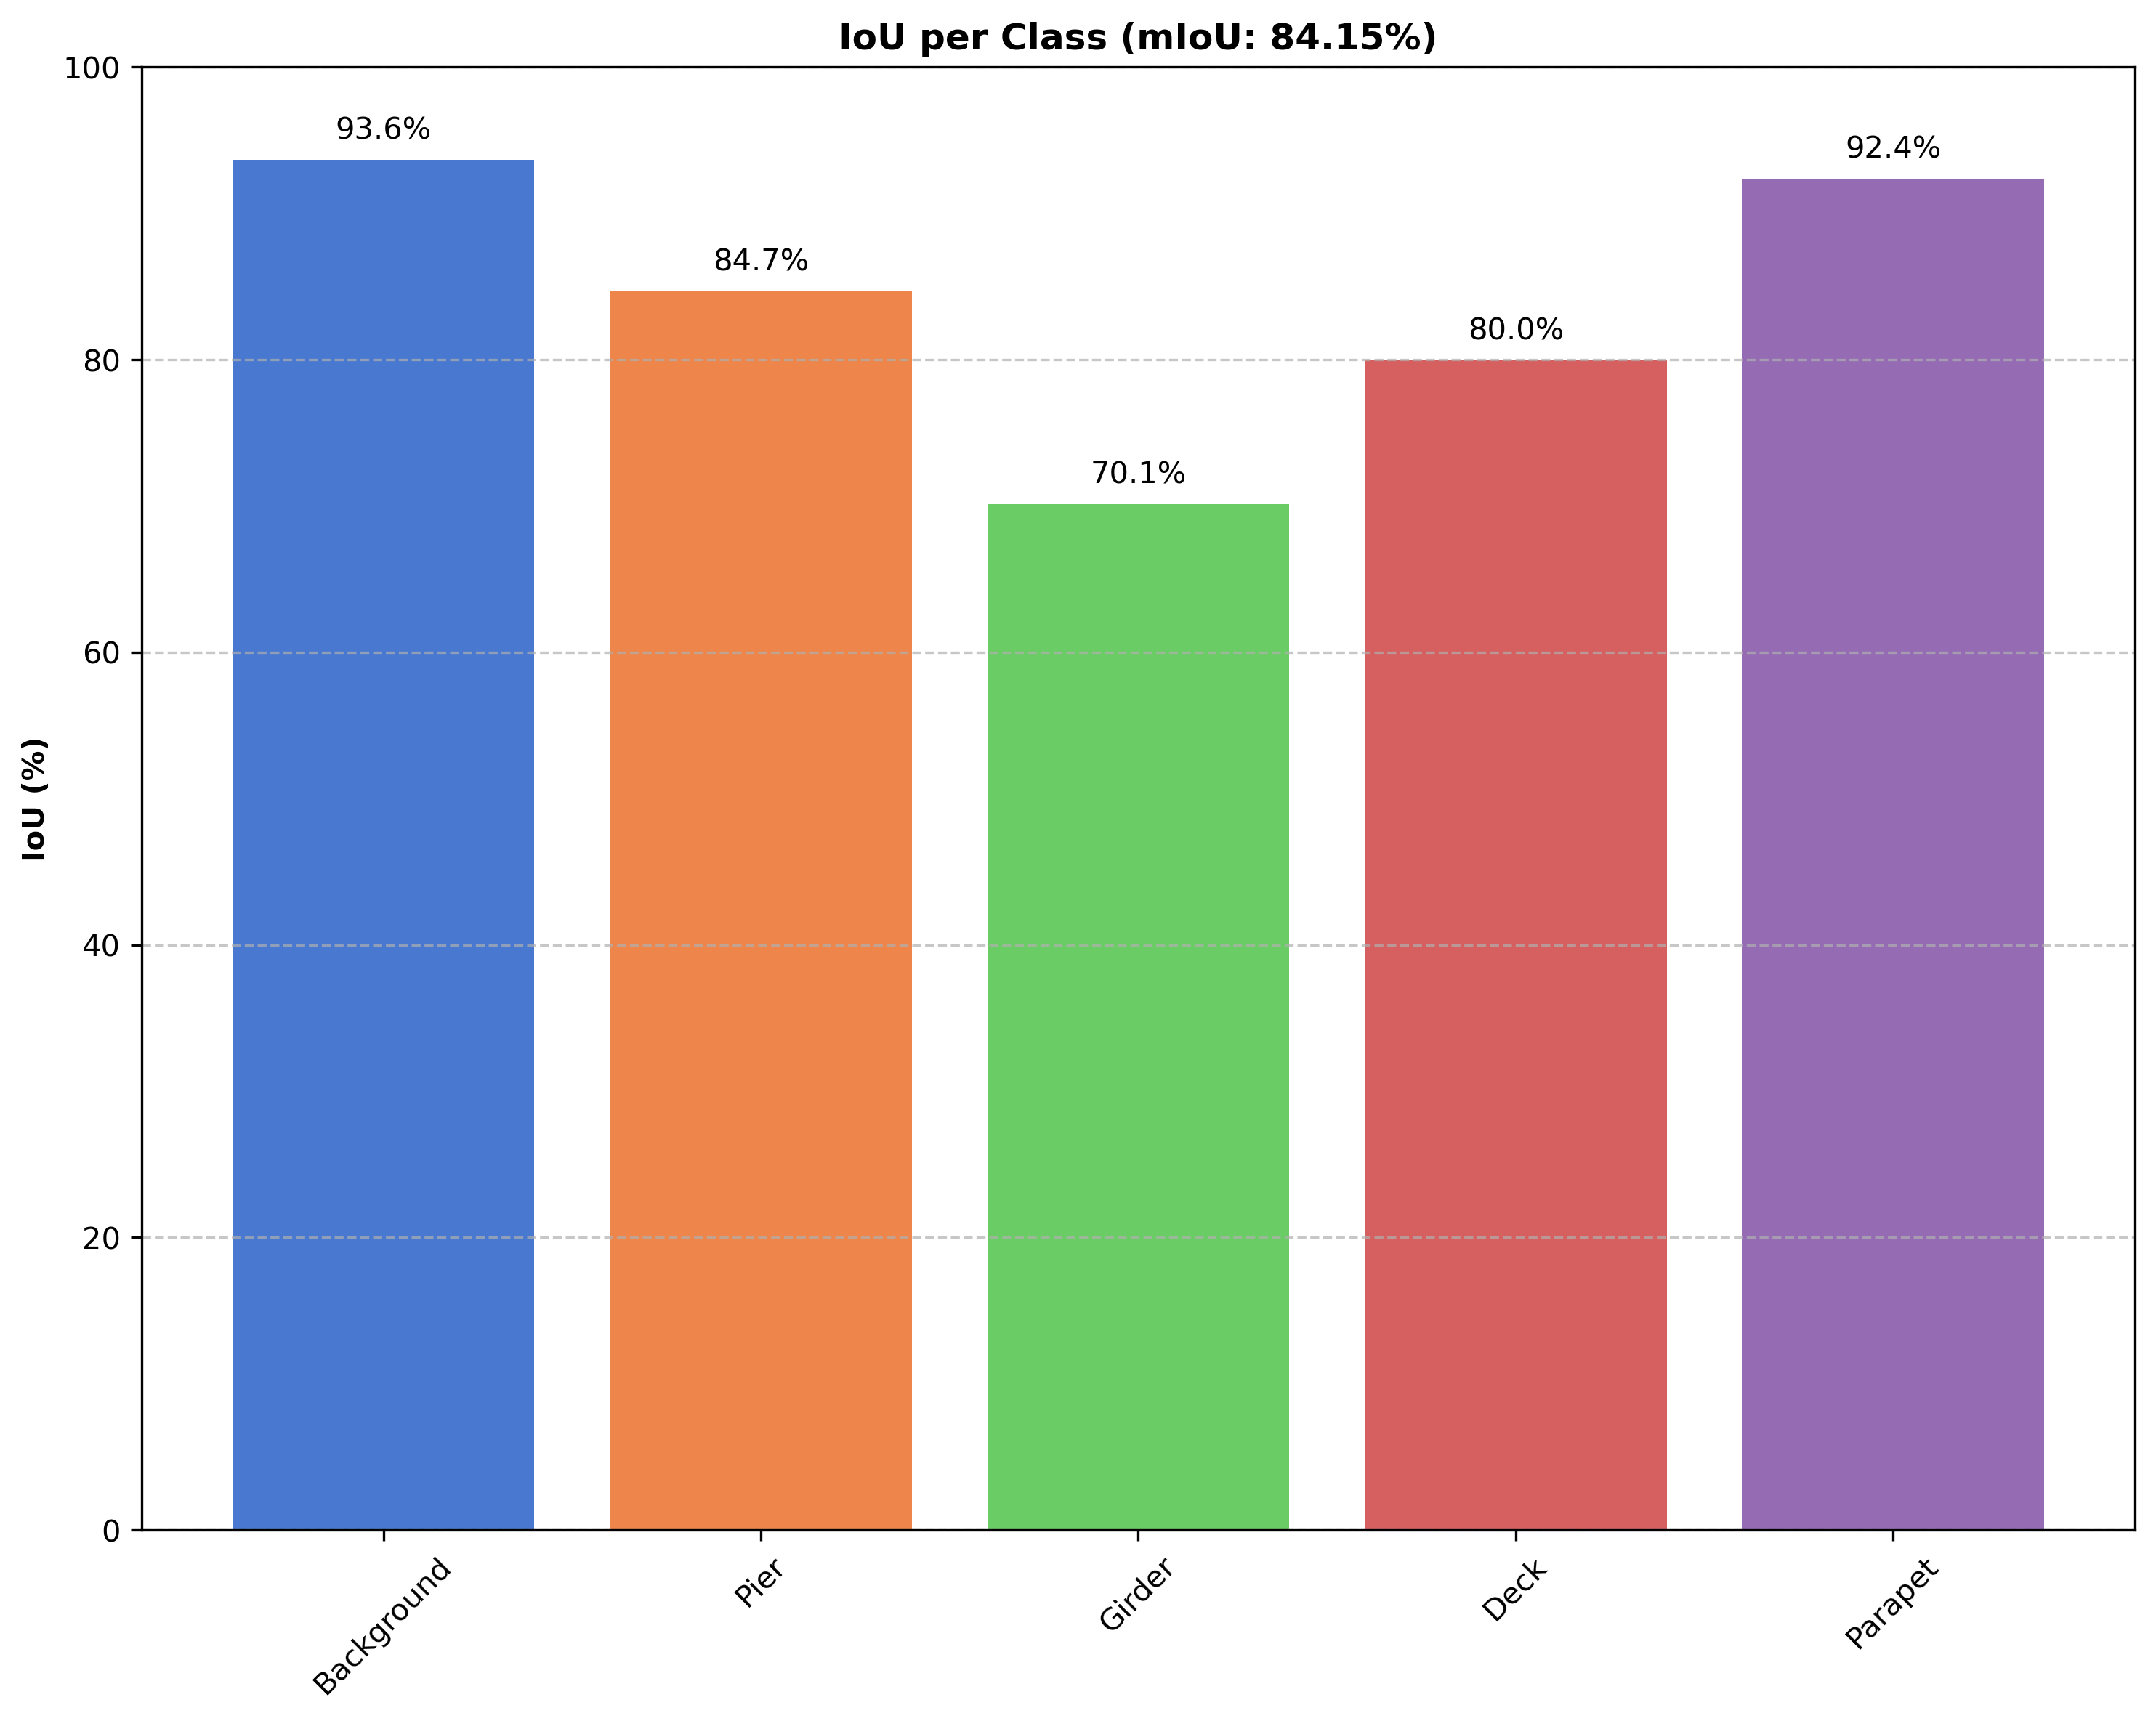 IoU per Class (mIoU: 84.15%)
IoU (%)
100
80
60
40
20
0
93.6%
84.7%
70.1%
80.0%
92.4%
Background
Pier
Girder
Deck
Parapet